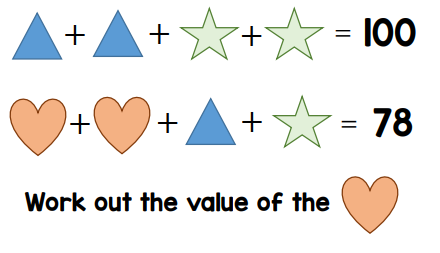 + + + = 100
+ + + = 78
Work out the value of the